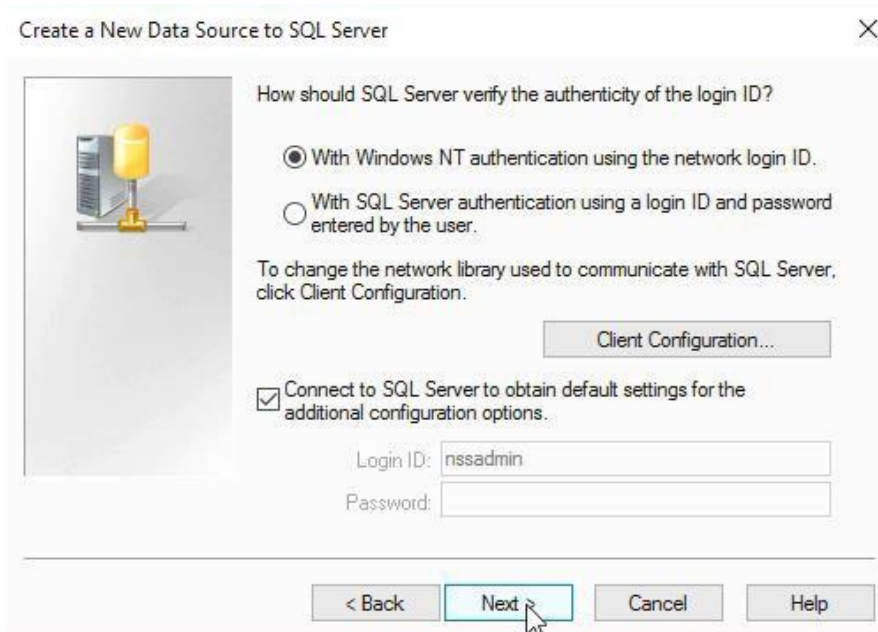 Create a New Data Source to SQL Server
How should SQL Server verify the authenticity of the login ID?
With Windows NT authentication using the network login ID.
With SQL Server authentication using a login ID and password
entered by the user.
To change the network library used to communicate with SQL Server,
click Client Configuration.
Client Configuration...
Connect to SQL Server to obtain default settings for the
additional configuration options.
Login ID: nssadmin
Password:
< Back Next > Cancel Help